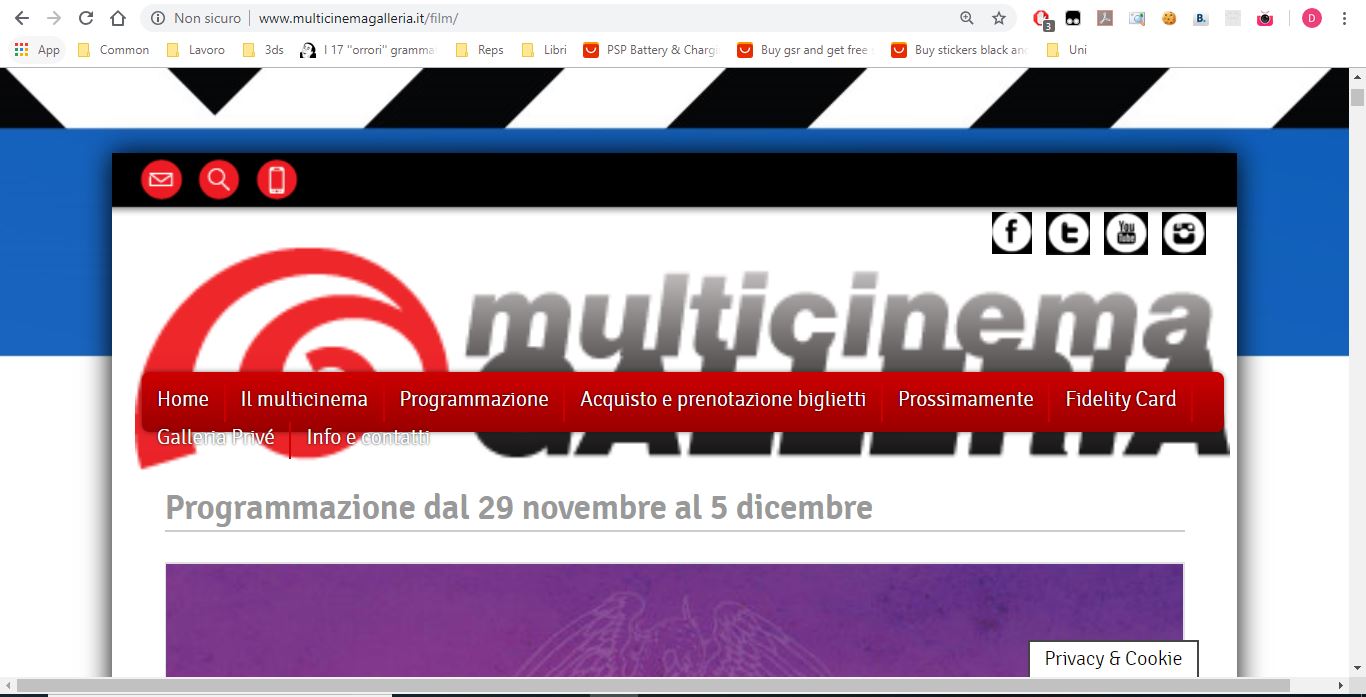 Non sicuro | www.multicinemagalleria.it/film/
3
B.
D
App Common Lavoro 3ds I 17 "orrori" gramma Reps Libri PSP Battery & Chargi Buy gsr and get free Buy stickers black an Uni
f t You Tube
multicinema
GALLERIA
Home Il multicinema Programmazione Acquisto e prenotazione biglietti Prossimamente Fidelity Card
Galleria Privé Info e contatti
Programmazione dal 29 novembre al 5 dicembre
Privacy & Cookie